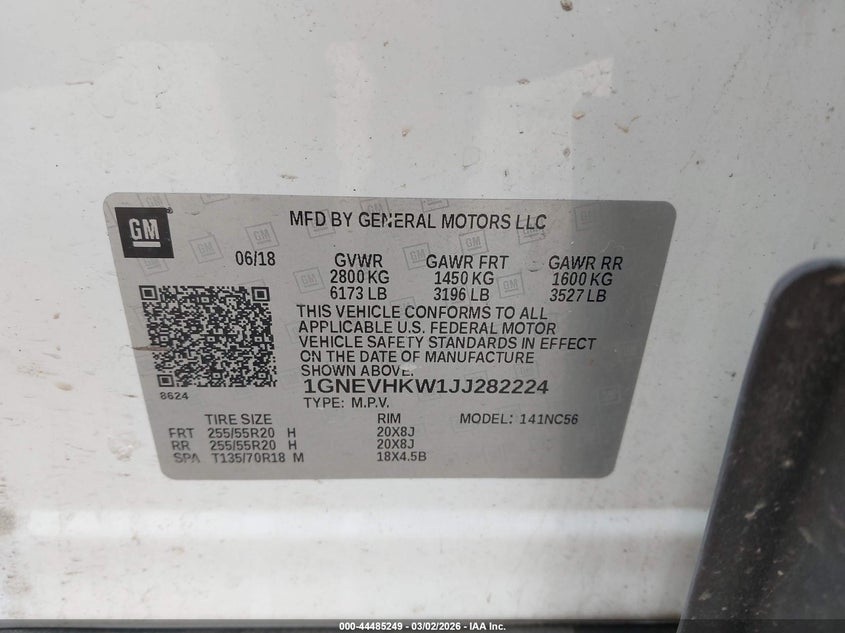 GM
MFD BY GENERAL MOTORS LLC
06/18 GVWR GAWR FRT GAWR RR
2800 KG 1450 KG 1600 KG
6173 LB 3196 LB 3527 LB
THIS VEHICLE CONFORMS TO ALL
APPLICABLE U.S. FEDERAL MOTOR
VEHICLE SAFETY STANDARDS IN EFFECT
ON THE DATE OF MANUFACTURE
SHOWN ABOVE.
8624
1GNEVHKW1JJ282224
TYPE: M.P.V.
TIRE SIZE RIM MODEL: 141NC56
FRT 255/55R20 H 20X8J
RR 255/55R20 H 20X8J
SPA T135/70R18 M 18X4.5B
000-44485249 - 03/02/2026 - IAA Inc.